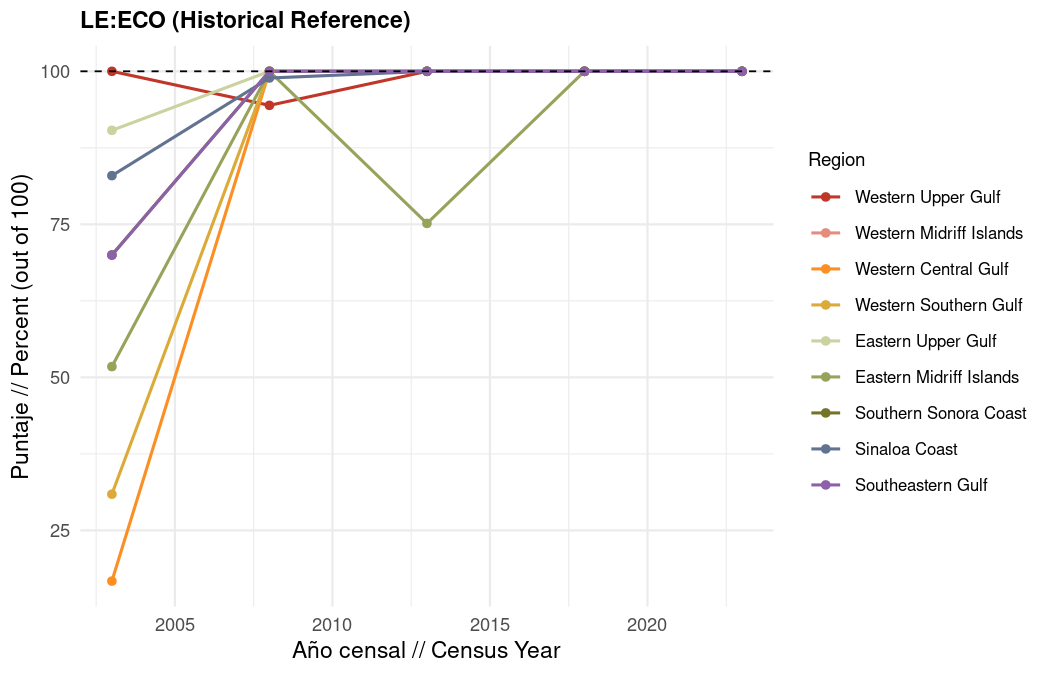 LE:ECO (Historical Reference)
Puntaje // Percent (out of 100)
100
75
50
25
2005 2010 2015 2020
Año censal // Census Year
Region
Western Upper Gulf
Western Midriff Islands
Western Central Gulf
Western Southern Gulf
Eastern Upper Gulf
Eastern Midriff Islands
Southern Sonora Coast
Sinaloa Coast
Southeastern Gulf